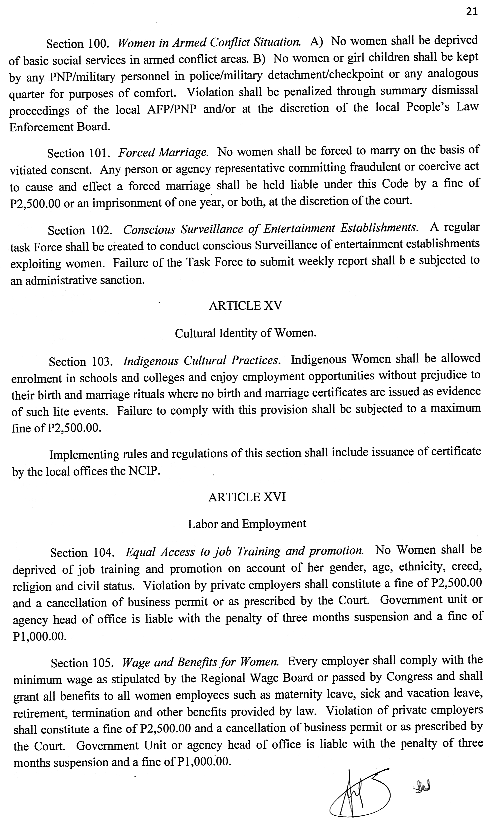 21
Section 100. Women in Armed Conflict Situation. A) No women shall be deprived
of basic social services in armed conflict areas. B) No women or girl children shall be kept
by any PNP/military personnel in police/military detachment/checkpoint or any analogous
quarter for purposes of comfort. Violation shall be penalized through summary dismissal
proceedings of the local AFP/PNP and/or at the discretion of the local People's Law
Enforcement Board.
Section 101. Forced Marriage. No women shall be forced to marry on the basis of
vitiated consent. Any person or agency representative committing fraudulent or coercive act
to cause and effect a forced marriage shall be held liable under this Code by a fine of
P2,500.00 or an imprisonment of one year, or both, at the discretion of the court.
Section 102. Conscious Surveillance of Entertainment Establishments. A regular
task Force shall be created to conduct conscious Surveillance of entertainment establishments
exploiting women. Failure of the Task Force to submit weekly report shall b e subjected to
an administrative sanction.
ARTICLE XV
Cultural Identity of Women.
Section 103. Indigenous Cultural Practices. Indigenous Women shall be allowed
enrolment in schools and colleges and enjoy employment opportunities without prejudice to
their birth and marriage rituals where no birth and marriage certificates are issued as evidence
of such lite events. Failure to comply with this provision shall be subjected to a maximum
fine of P2,500.00.
Implementing rules and regulations of this section shall include issuance of certificate
by the local offices the NCIP.
ARTICLE XVI
Labor and Employment
Section 104. Equal Access to job Training and promotion. No Women shall be
deprived of job training and promotion on account of her gender, age, ethnicity, creed,
religion and civil status. Violation by private employers shall constitute a fine of P2,500.00
and a cancellation of business permit or as prescribed by the Court. Government unit or
agency head of office is liable with the penalty of three months suspension and a fine of
P1,000.00.
Section 105. Wage and Benefits for Women. Every employer shall comply with the
minimum wage as stipulated by the Regional Wage Board or passed by Congress and shall
grant all benefits to all women employees such as maternity leave, sick and vacation leave,
retirement, termination and other benefits provided by law. Violation of private employers
shall constitute a fine of P2,500.00 and a cancellation of business permit or as prescribed by
the Court. Government Unit or agency head of office is liable with the penalty of three
months suspension and a fine of P1,000.00.